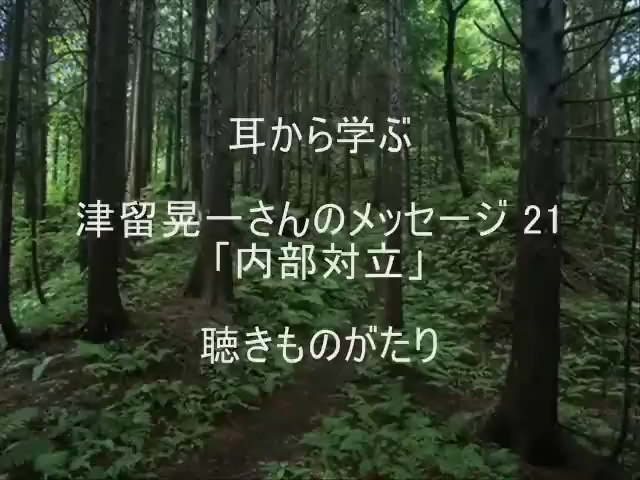 耳から学ぶ
津留晃一さんのメッセージ 21
「内部対立」
聴きものがたり